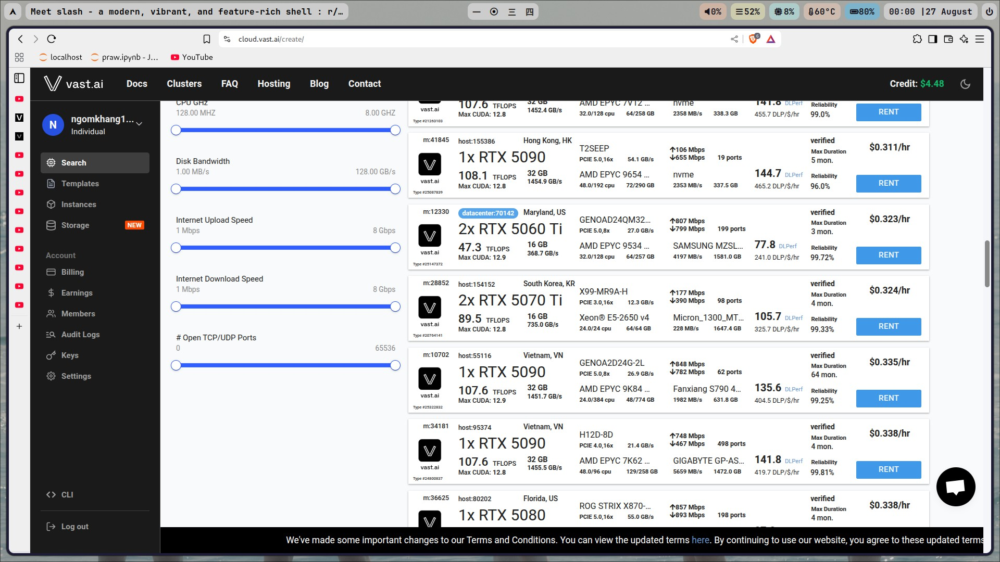 Meet slash - a modern, vibrant, and feature-rich shell : r/…
一 三 四
0%
52%
8%
60°C
80%
00:00 |27 August
cloud.vast.ai/create/
6
localhost
praw.ipynb - J…
YouTube
vast.ai
Docs
Clusters
FAQ
Hosting
Blog
Contact
Credit: $4.48
N
ngomkhang1...
Individual
Search
Templates
Instances
Storage NEW
Account
Billing
Earnings
Members
Audit Logs
Keys
Settings
CLI
Log out
CPU GHz
128.00 MHZ 8.00 GHZ
Disk Bandwidth
1.00 MB/s 128.00 GB/s
Internet Upload Speed
1 Mbps 8 Gbps
Internet Download Speed
1 Mbps 8 Gbps
# Open TCP/UDP Ports
0 65536
vast.ai
Type #21263103
107.6 TFLOPS
Max CUDA: 12.8
32 GB
1452.4 GB/s
AMD EPYC 7V12 ...
32.0/128 cpu 64/258 GB
nvme
2358 MB/s 338.3 GB
141.8 DLPerf
455.7 DLP/$/hr
Reliability
99.0%
RENT
m:41845
vast.ai
Type #25087839
host:155386 Hong Kong, HK
1x RTX 5090
108.1 TFLOPS
Max CUDA: 12.8
32 GB
1454.9 GB/s
T2SEEP
PCIE 5.0,16x 54.1 GB/s
AMD EPYC 9654 ...
48.0/192 cpu 72/290 GB
↑106 Mbps
↓655 Mbps 19 ports
nvme
2353 MB/s 337.5 GB
144.7 DLPerf
465.2 DLP/$/hr
verified
Max Duration
5 mon.
Reliability
96.0%
$0.311/hr
RENT
m:12330
vast.ai
Type #25147372
datacenter:70142 Maryland, US
2x RTX 5060 Ti
47.3 TFLOPS
Max CUDA: 12.9
16 GB
368.7 GB/s
GENOAD24QM32...
PCIE 5.0,8x 27.0 GB/s
AMD EPYC 9534 ...
32.0/128 cpu 64/257 GB
↑807 Mbps
↓799 Mbps 199 ports
SAMSUNG MZSL...
4197 MB/s 1581.0 GB
77.8 DLPerf
241.0 DLP/$/hr
verified
Max Duration
3 mon.
Reliability
99.72%
$0.323/hr
RENT
m:28852
vast.ai
Type #20764141
host:154152 South Korea, KR
2x RTX 5070 Ti
89.5 TFLOPS
Max CUDA: 12.8
16 GB
735.0 GB/s
X99-MR9A-H
PCIE 3.0,16x 12.3 GB/s
Xeon® E5-2650 v4
24.0/24 cpu 64/64 GB
↑177 Mbps
↓390 Mbps 98 ports
Micron_1300_MT...
228 MB/s 1647.4 GB
105.7 DLPerf
325.7 DLP/$/hr
verified
Max Duration
4 mon.
Reliability
99.33%
$0.324/hr
RENT
m:10702
vast.ai
Type #25322832
host:55116 Vietnam, VN
1x RTX 5090
107.6 TFLOPS
Max CUDA: 12.9
32 GB
1451.7 GB/s
GENOA2D24G-2L
PCIE 5.0,8x 26.9 GB/s
AMD EPYC 9K84 ...
24.0/384 cpu 48/774 GB
↑848 Mbps
↓782 Mbps 62 ports
Fanxiang S790 4...
1982 MB/s 631.8 GB
135.6 DLPerf
404.5 DLP/$/hr
verified
Max Duration
64 mon.
Reliability
99.25%
$0.335/hr
RENT
m:34181
vast.ai
Type #24800837
host:95374 Vietnam, VN
1x RTX 5090
107.6 TFLOPS
Max CUDA: 12.8
32 GB
1455.5 GB/s
H12D-8D
PCIE 4.0,16x 21.4 GB/s
AMD EPYC 7K62 ...
48.0/96 cpu 129/258 GB
↑748 Mbps
↓467 Mbps 498 ports
GIGABYTE GP-AS...
5659 MB/s 1472.0 GB
141.8 DLPerf
419.7 DLP/$/hr
verified
Max Duration
4 mon.
Reliability
99.81%
$0.338/hr
RENT
m:36625
host:80202 Florida, US
1x RTX 5080
ROG STRIX X870-...
PCIE 5.0,16x 55.0 GB/s
↑857 Mbps
↓893 Mbps 198 ports
verified
Max Duration
4 mon.
$0.338/hr
We've made some important changes to our Terms and Conditions. You can view the updated terms here. By continuing to use our website, you agree to these updated terms